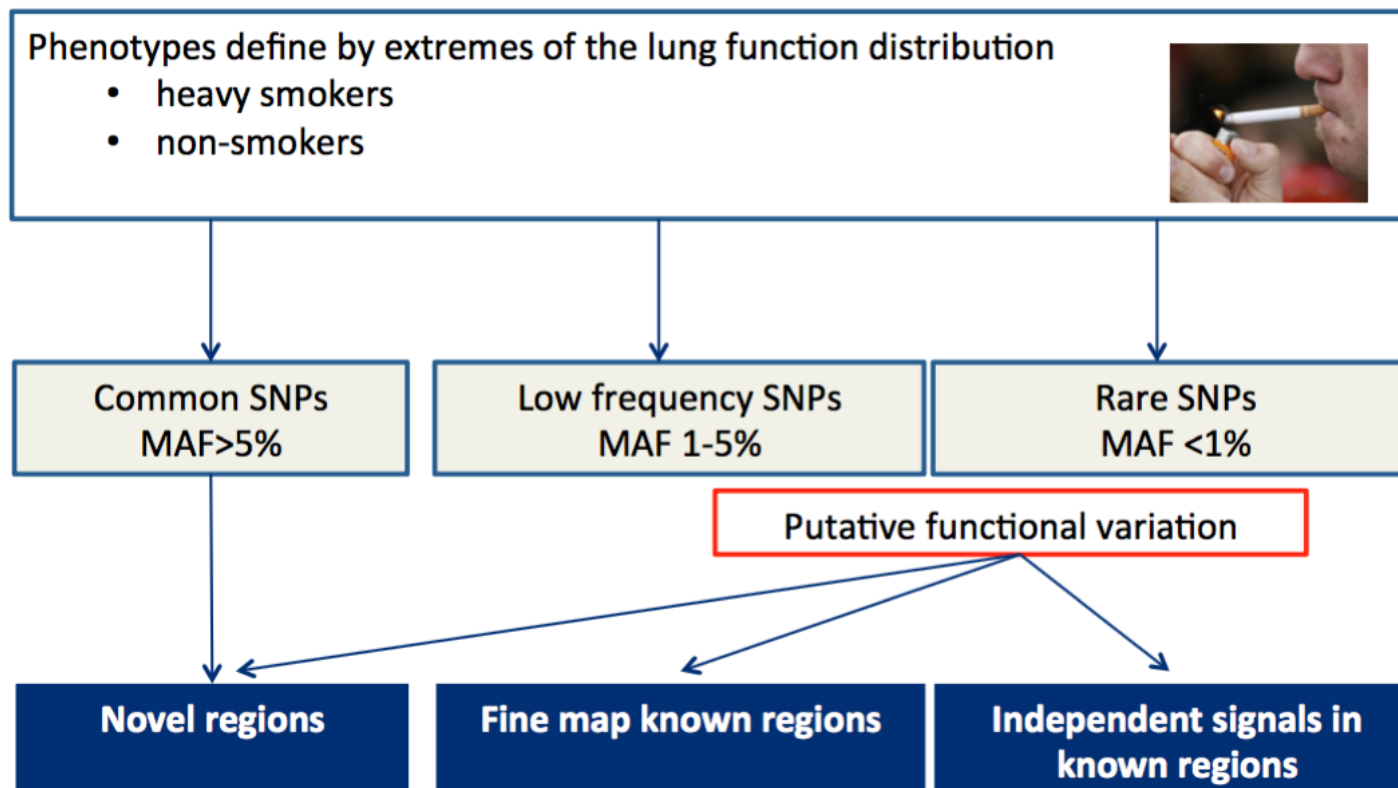 Phenotypes define by extremes of the lung function distribution
• heavy smokers
• non-smokers
Common SNPs
MAF>5%
Low frequency SNPs
MAF 1-5%
Rare SNPs
MAF <1%
Putative functional variation
Novel regions
Fine map known regions
Independent signals in
known regions